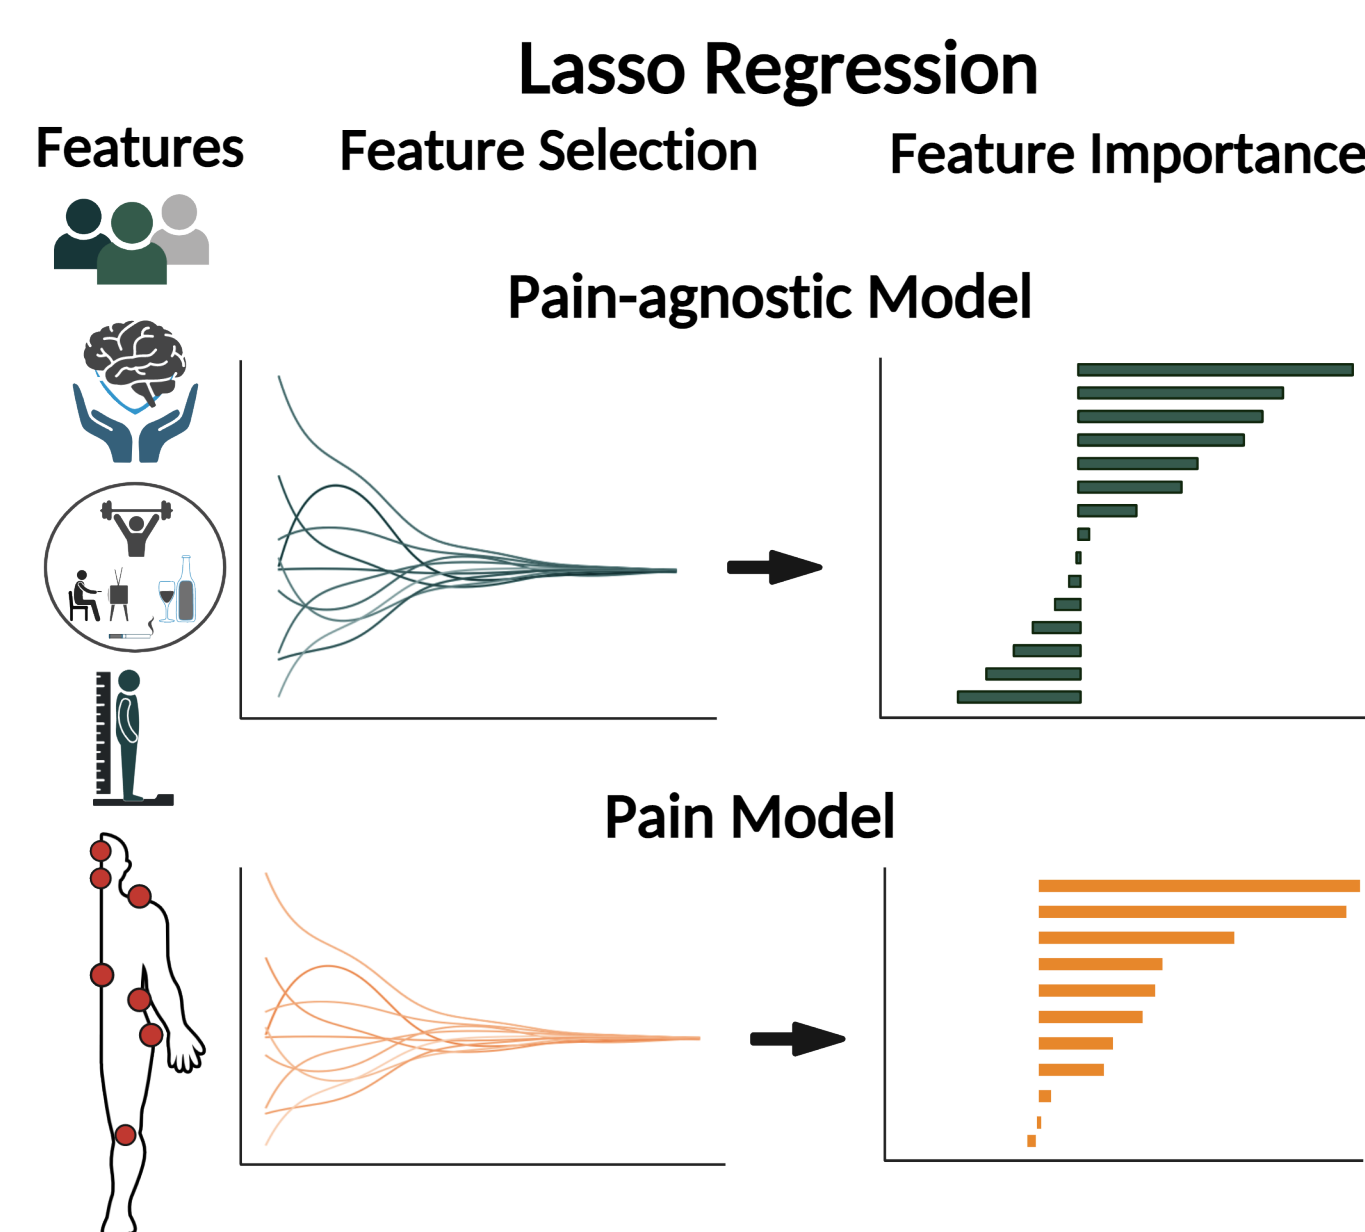 Lasso Regression
Features
Feature Selection
Feature Importance
Pain-agnostic Model
Pain Model